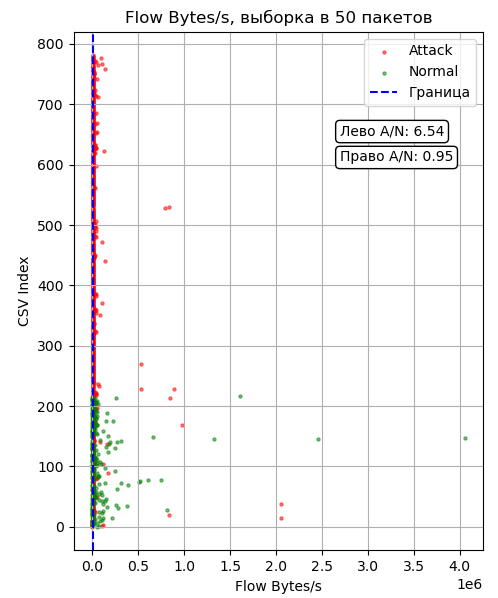 Flow Bytes/s, выборка в 50 пакетов
Attack
Normal
Граница
Лево A/N: 6.54
Право A/N: 0.95
CSV Index
800
700
600
500
400
300
200
100
0
0.0 0.5 1.0 1.5 2.0 2.5 3.0 3.5 4.0
1e6
Flow Bytes/s